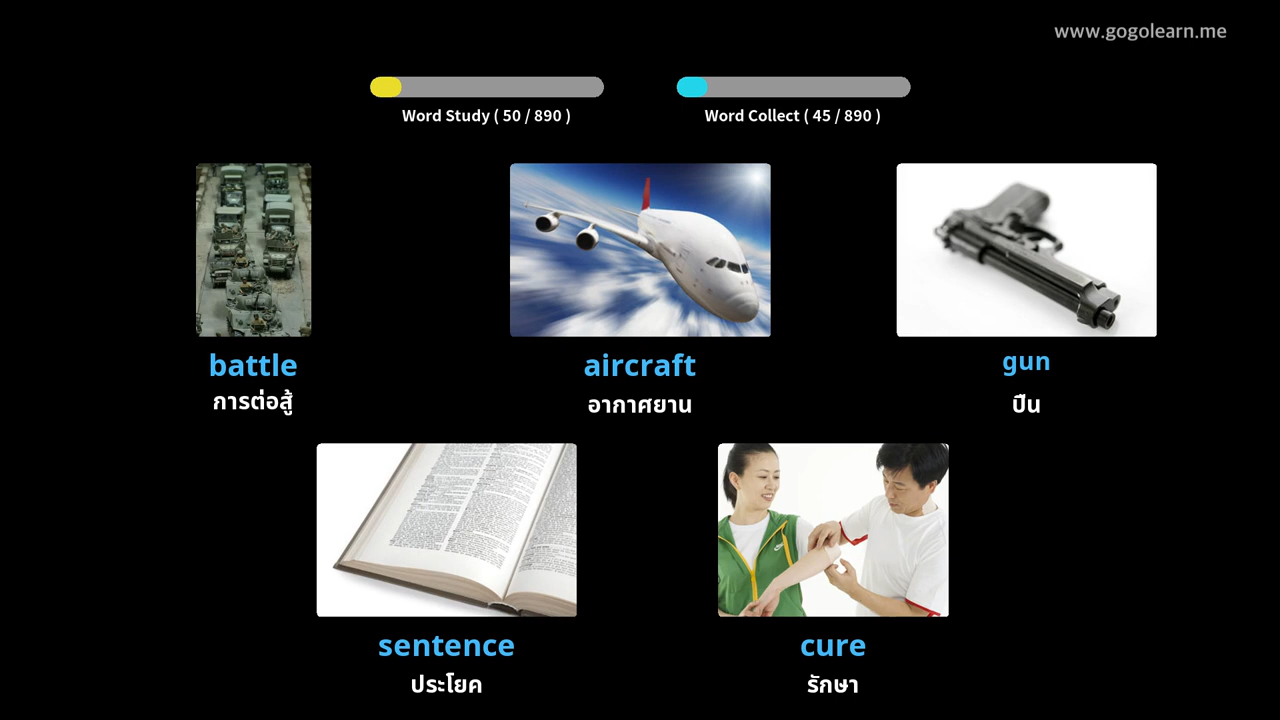 www.gogolearn.me
Word Study ( 50 / 890 )
Word Collect ( 45 / 890 )
battle
การต่อสู้
aircraft
อากาศยาน
gun
ปืน
sentence
ประโยค
cure
รักษา